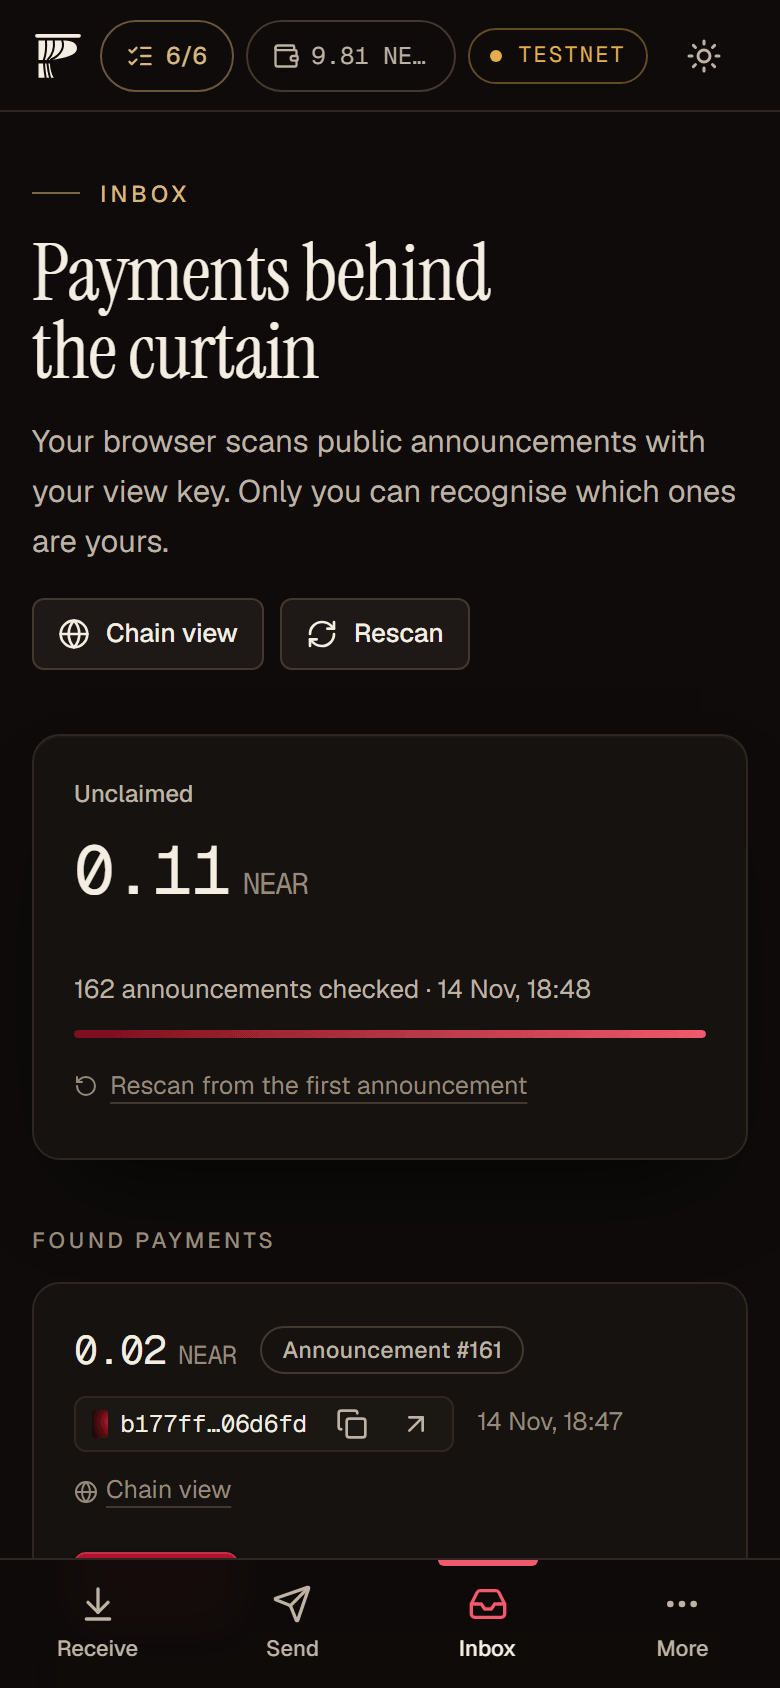 6/6
9.81 NE…
TESTNET
INBOX
Payments behind
the curtain
Your browser scans public announcements with
your view key. Only you can recognise which ones
are yours.
Chain view
Rescan
Unclaimed
0.11 NEAR
162 announcements checked · 14 Nov, 18:48
Rescan from the first announcement
FOUND PAYMENTS
0.02 NEAR
Announcement #161
b177ff…06d6fd
14 Nov, 18:47
Chain view
Receive
Send
Inbox
More